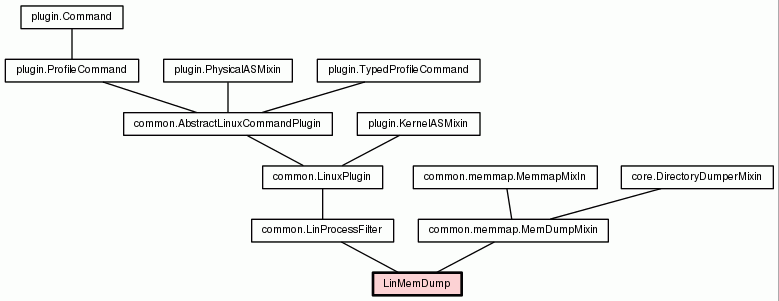 plugin.Command
plugin.ProfileCommand
plugin.PhysicalASMixin
plugin.TypedProfileCommand
common.AbstractLinuxCommandPlugin
plugin.KernelASMixin
common.LinuxPlugin
common.memmap.MemmapMixIn
core.DirectoryDumperMixin
common.LinProcessFilter
common.memmap.MemDumpMixin
LinMemDump